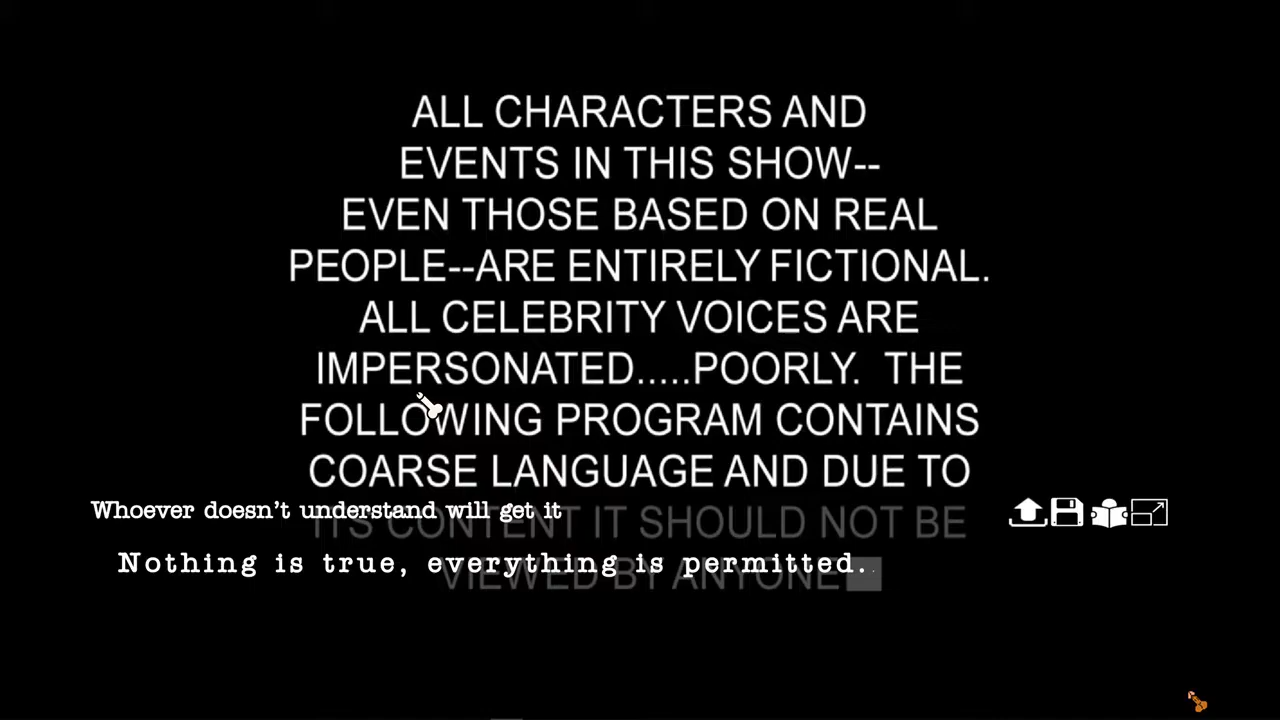 ALL CHARACTERS AND
EVENTS IN THIS SHOW--
EVEN THOSE BASED ON REAL
PEOPLE--ARE ENTIRELY FICTIONAL.
ALL CELEBRITY VOICES ARE
IMPERSONATED.....POORLY. THE
FOLLOWING PROGRAM CONTAINS
COARSE LANGUAGE AND DUE TO
Whoever doesn't understand will get it
ITS CONTENT IT SHOULD NOT BE
Nothing is true, everything is permitted.
VIEWED BY ANYONE